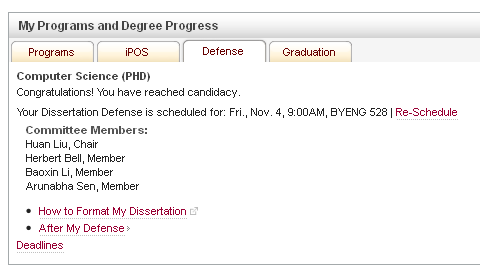 My Programs and Degree Progress
Programs iPOS Defense Graduation
Computer Science (PHD)
Congratulations! You have reached candidacy.
Your Dissertation Defense is scheduled for: Fri., Nov. 4, 9:00AM, BYENG 528 | Re-Schedule
Committee Members:
Huan Liu, Chair
Herbert Bell, Member
Baoxin Li, Member
Arunabha Sen, Member
• How to Format My Dissertation
• After My Defense ›
Deadlines